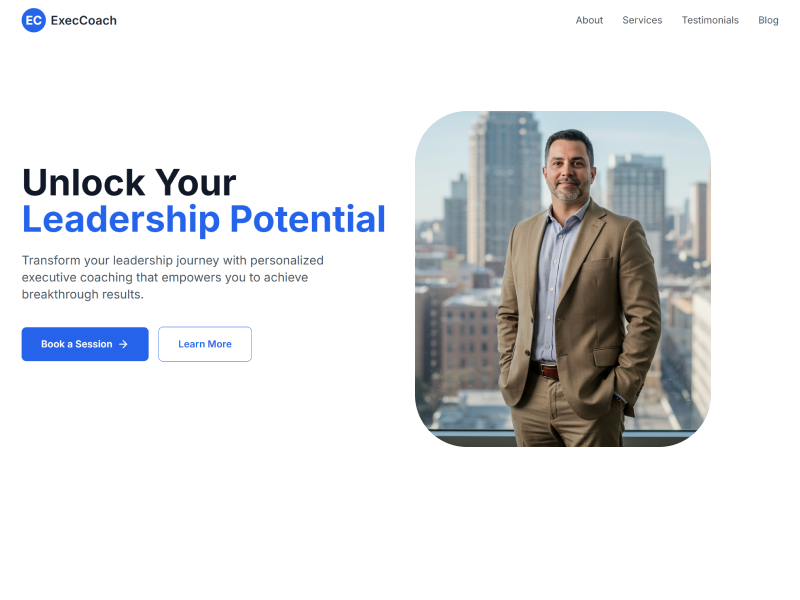 EC ExecCoach
About Services Testimonials Blog
Unlock Your
Leadership Potential
Transform your leadership journey with personalized
executive coaching that empowers you to achieve
breakthrough results.
Book a Session →
Learn More